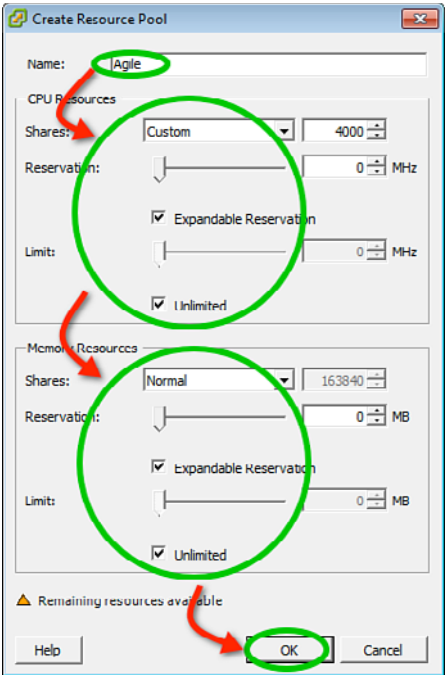 Create Resource Pool
Name: Agile
CPU Resources
Shares: Custom 4000
Reservation: 0 MHz
Expandable Reservation
Limit: 0 MHz
Unlimited
Memory Resources
Shares: Normal 163840
Reservation: 0 MB
Expandable Reservation
Limit: 0 MB
Unlimited
Remaining resources available
Help OK Cancel